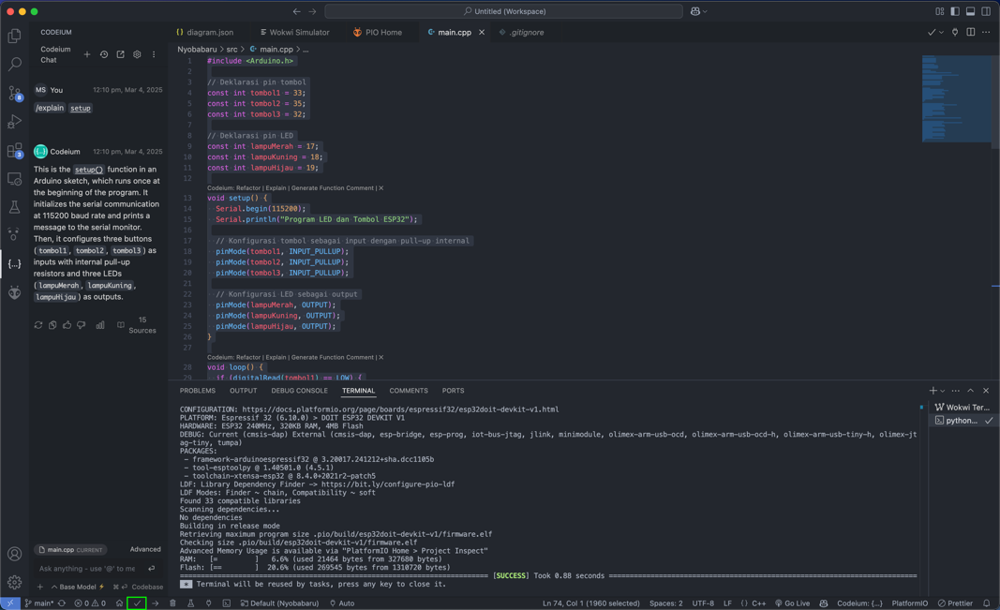 Untitled (Workspace)
CODEIUM
Codeium
Chat
MS You 12:10 pm, Mar 4, 2025
/explain setup
Codeium 12:10 pm, Mar 4, 2025
This is the setup() function in an
Arduino sketch, which runs once at
the beginning of the program. It
initializes the serial communication
at 115200 baud rate and prints a
message to the serial monitor.
Then, it configures three buttons
(tombol1, tombol2, tombol3) as
inputs with internal pull-up
resistors and three LEDs
(lampuMerah, lampuKuning,
lampuHijau) as outputs.
15
Sources
main.cpp CURRENT Advanced
Ask anything - use '@' to me
Base Model Codebase
8
3
{} diagram.json Wokwi Simulator PIO Home main.cpp .gitignore
Nyobabaru > src > main.cpp > ...
1 #include <Arduino.h>
2
3 // Deklarasi pin tombol
4 const int tombol1 = 33;
5 const int tombol2 = 35;
6 const int tombol3 = 32;
7
8 // Deklarasi pin LED
9 const int lampuMerah = 17;
10 const int lampuKuning = 18;
11 const int lampuHijau = 19;
12
Codeium: Refactor | Explain | Generate Function Comment | X
13 void setup() {
14 Serial.begin(115200);
15 Serial.println("Program LED dan Tombol ESP32");
16
17 // Konfigurasi tombol sebagai input dengan pull-up internal
18 pinMode(tombol1, INPUT_PULLUP);
19 pinMode(tombol2, INPUT_PULLUP);
20 pinMode(tombol3, INPUT_PULLUP);
21
22 // Konfigurasi LED sebagai output
23 pinMode(lampuMerah, OUTPUT);
24 pinMode(lampuKuning, OUTPUT);
25 pinMode(lampuHijau, OUTPUT);
26 }
27
Codeium: Refactor | Explain | Generate Function Comment | X
28 void loop() {
29 if (digitalRead(tombol1) == LOW) {
PROBLEMS OUTPUT DEBUG CONSOLE TERMINAL COMMENTS PORTS
CONFIGURATION: https://docs.platformio.org/page/boards/espressif32/esp32doit-devkit-v1.html
PLATFORM: Espressif 32 (6.10.0) > DOIT ESP32 DEVKIT V1
HARDWARE: ESP32 240MHz, 320KB RAM, 4MB Flash
DEBUG: Current (cmsis-dap) External (cmsis-dap, esp-bridge, esp-prog, iot-bus-jtag, jlink, minimodule, olimex-arm-usb-ocd, olimex-arm-usb-ocd-h, olimex-arm-usb-tiny-h, olimex-jt
ag-tiny, tumpa)
PACKAGES:
- framework-arduinoespressif32 @ 3.20017.241212+sha.dcc1105b
- tool-esptoolpy @ 1.40501.0 (4.5.1)
- toolchain-xtensa-esp32 @ 8.4.0+2021r2-patch5
LDF: Library Dependency Finder -> https://bit.ly/configure-pio-ldf
LDF Modes: Finder ~ chain, Compatibility ~ soft
Found 33 compatible libraries
Scanning dependencies...
No dependencies
Building in release mode
Retrieving maximum program size .pio/build/esp32doit-devkit-v1/firmware.elf
Checking size .pio/build/esp32doit-devkit-v1/firmware.elf
Advanced Memory Usage is available via "PlatformIO Home > Project Inspect"
RAM: [= ] 6.6% (used 21464 bytes from 327680 bytes)
Flash: [== ] 20.6% (used 269545 bytes from 1310720 bytes)
[SUCCESS] Took 0.88 seconds
* Terminal will be reused by tasks, press any key to close it.
Wokwi Ter...
python...
main* 0 0 Default (Nyobabaru) Auto Ln 74, Col 1 (1960 selected) Spaces: 2 UTF-8 LF {} C++ Go Live Codeium: {...} PlatformIO Prettier